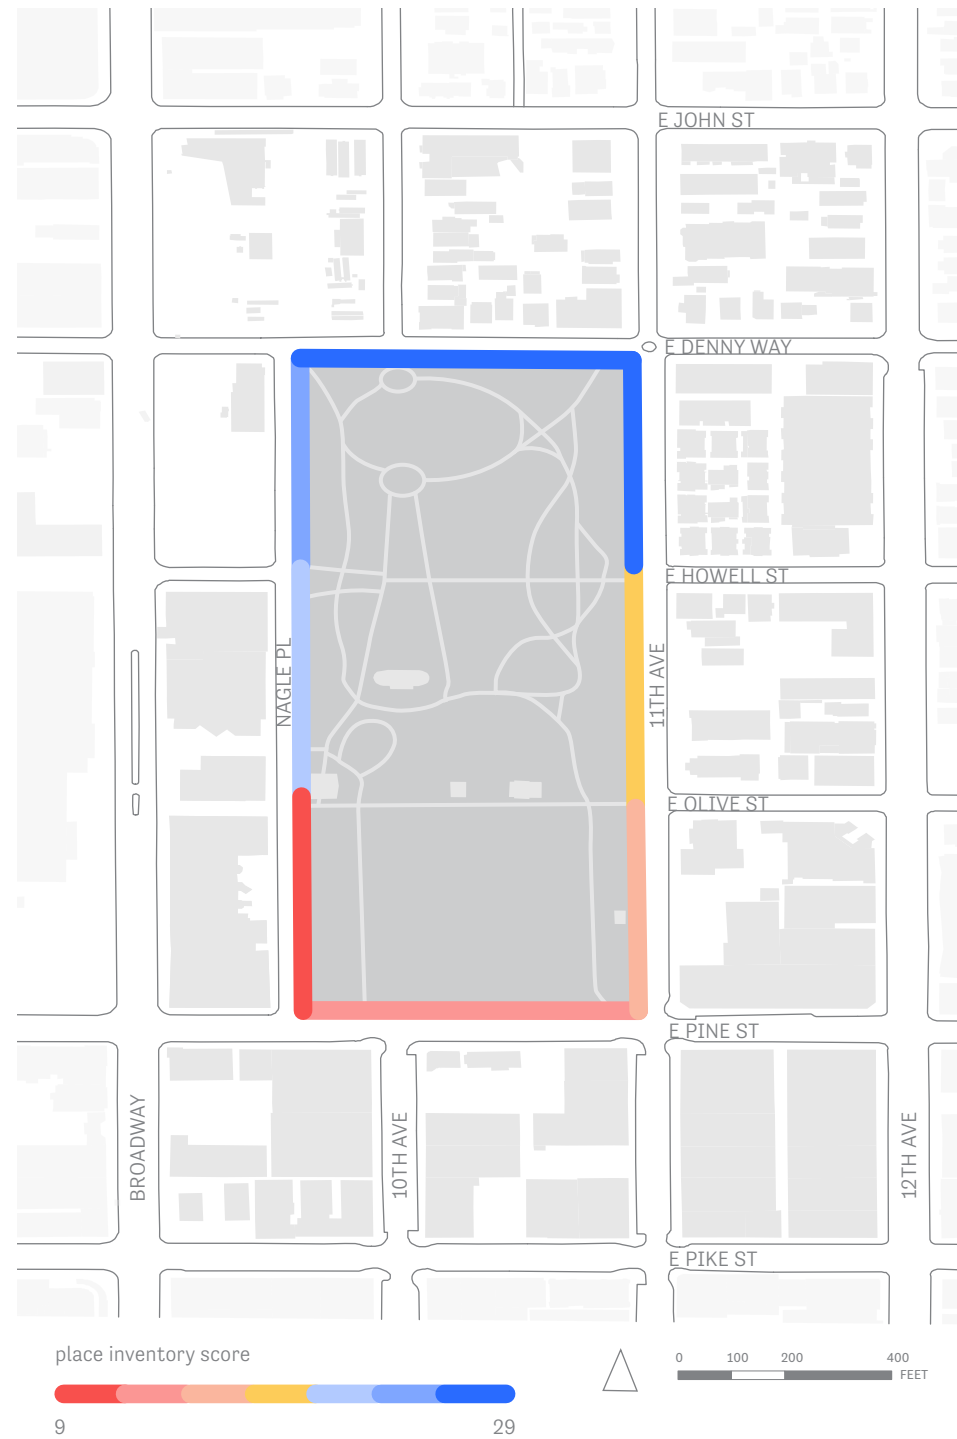 E JOHN ST
E DENNY WAY
E HOWELL ST
NAGLE PL
11TH AVE
E OLIVE ST
E PINE ST
BROADWAY
10TH AVE
12TH AVE
E PIKE ST
place inventory score
9
29
0 100 200 400
FEET